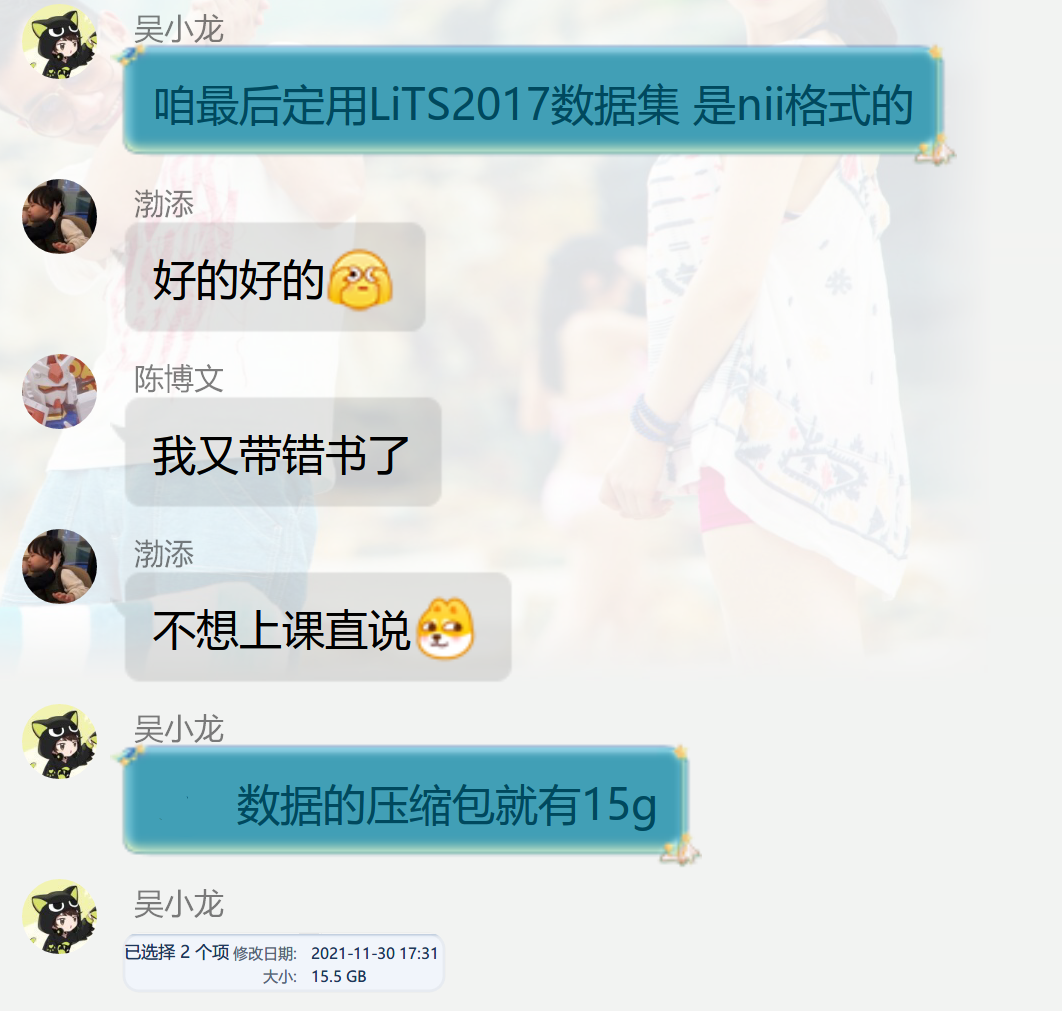 吴小龙
咱最后定用LiTS2017数据集 是nii格式的
渤添
好的好的
陈博文
我又带错书了
渤添
不想上课直说
吴小龙
数据的压缩包就有15g
吴小龙
已选择 2 个项 修改日期: 2021-11-30 17:31
大小: 15.5 GB